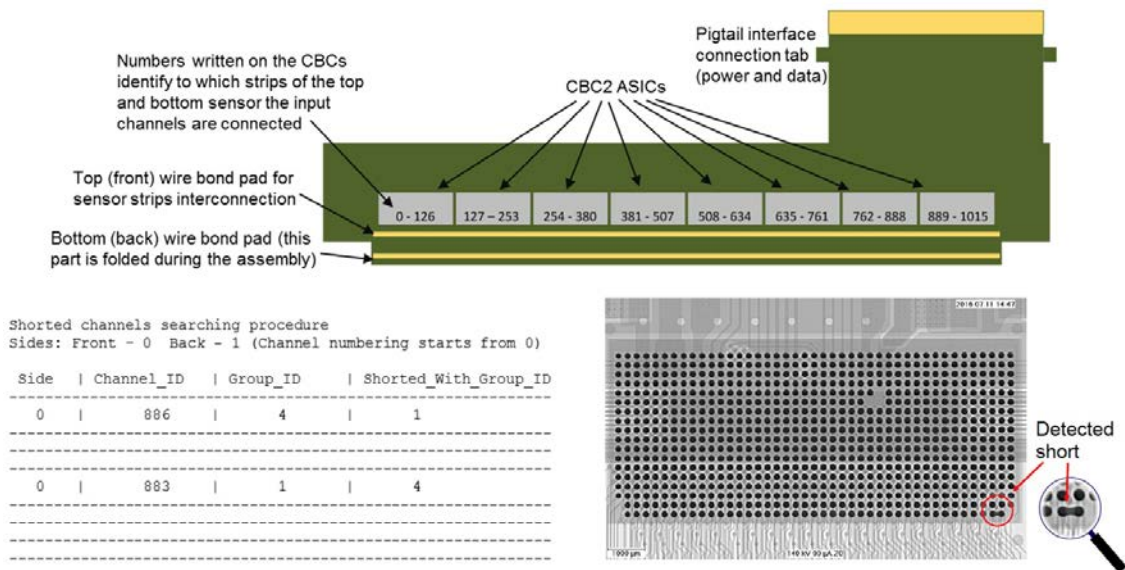 Numbers written on the CBCs
identify to which strips of the top
and bottom sensor the input
channels are connected
CBC2 ASICs
Pigtail interface
connection tab
(power and data)
Top (front) wire bond pad for
sensor strips interconnection
Bottom (back) wire bond pad (this
part is folded during the assembly)
0 - 126
127 – 253
254 - 380
381 - 507
508 - 634
635 - 761
762 - 888
889 - 1015
Shorted channels searching procedure
Sides: Front - 0 Back - 1 (Channel numbering starts from 0)
Side | Channel_ID | Group_ID | Shorted_With_Group_ID
0 | 886 | 4 | 1
0 | 883 | 1 | 4
2016 07 11 14:47
Detected
short
1000 µm